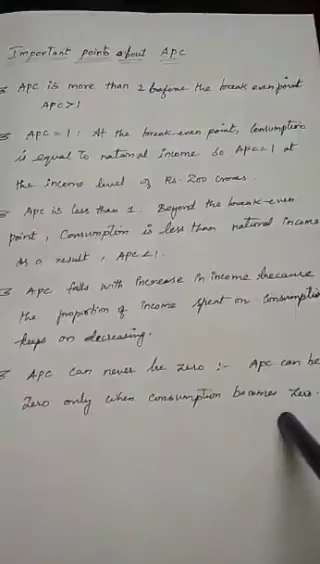 Important points about APC
APC is more than 1 before the break even point
APC > 1
APC = 1 : At the break-even point, Consumption
is equal to national income so APC = 1 at
the income level of Rs 200 crores.
APC is less than 1. Beyond the break-even
point, Consumption is less than national income
As a result, APC < 1.
APC falls with increase in income because
the proportion of income spent on consumptio
keeps on decreasing.
APC can never be zero :- APC can be
Zero only when consumption becomes Zero.